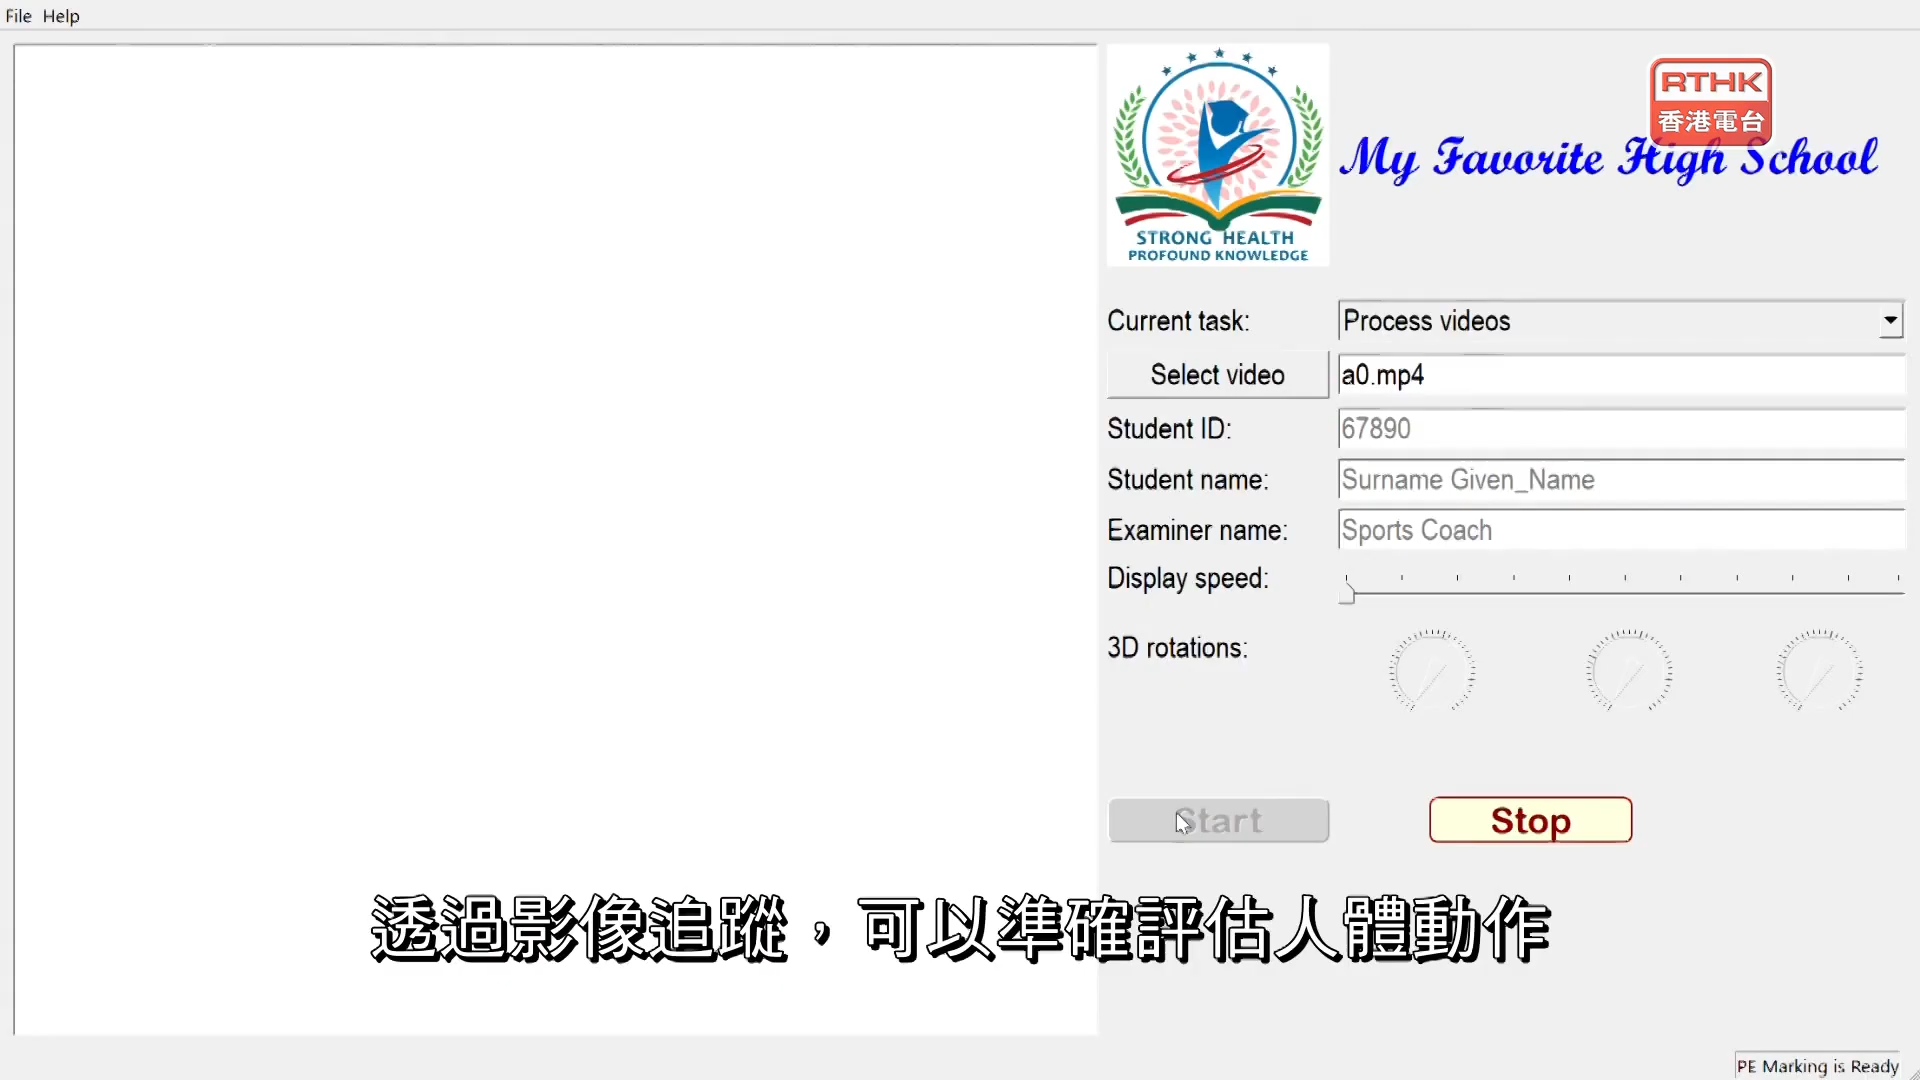 File Help
STRONG HEALTH
PROFOUND KNOWLEDGE
RTHK
香港電台
My Favorite High School
Current task: Process videos
Select video a0.mp4
Student ID: 67890
Student name: Surname Given_Name
Examiner name: Sports Coach
Display speed:
3D rotations:
Start Stop
透過影像追蹤，可以準確評估人體動作
PE Marking is Ready